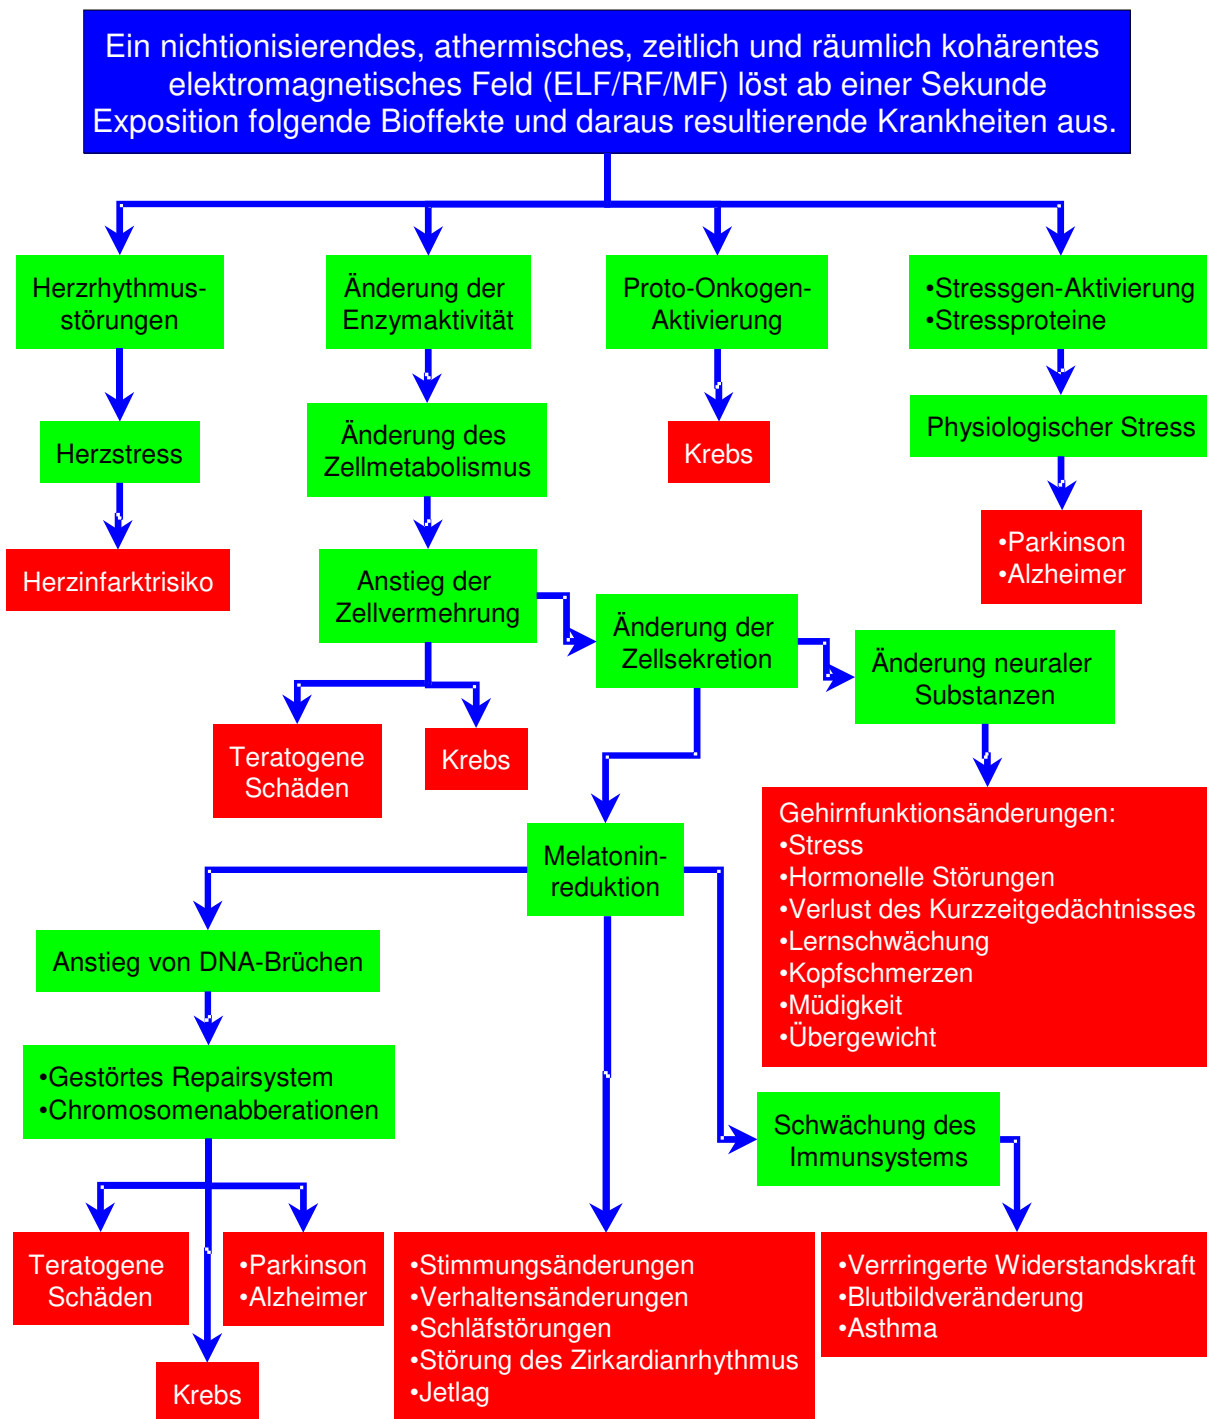 Ein nichtionisierendes, athermisches, zeitlich und räumlich kohärentes
elektromagnetisches Feld (ELF/RF/MF) löst ab einer Sekunde
Exposition folgende Bioffekte und daraus resultierende Krankheiten aus.
Herzrhythmus-
störungen
Änderung der
Enzymaktivität
Proto-Onkogen-
Aktivierung
•Stressgen-Aktivierung
•Stressproteine
Herzstress
Änderung des
Zellmetabolismus
Krebs
Physiologischer Stress
Herzinfarktrisiko
Anstieg der
Zellvermehrung
•Parkinson
•Alzheimer
Änderung der
Zellsekretion
Änderung neuraler
Substanzen
Teratogene
Schäden
Krebs
Gehirnfunktionsänderungen:
•Stress
•Hormonelle Störungen
•Verlust des Kurzzeitgedächtnisses
•Lernschwächung
•Kopfschmerzen
•Müdigkeit
•Übergewicht
Melatonin-
reduktion
Anstieg von DNA-Brüchen
•Gestörtes Repairsystem
•Chromosomenabberationen
Schwächung des
Immunsystems
Teratogene
Schäden
•Parkinson
•Alzheimer
Krebs
•Stimmungsänderungen
•Verhaltensänderungen
•Schläfstörungen
•Störung des Zirkardianrhythmus
•Jetlag
•Verrringerte Widerstandskraft
•Blutbildveränderung
•Asthma